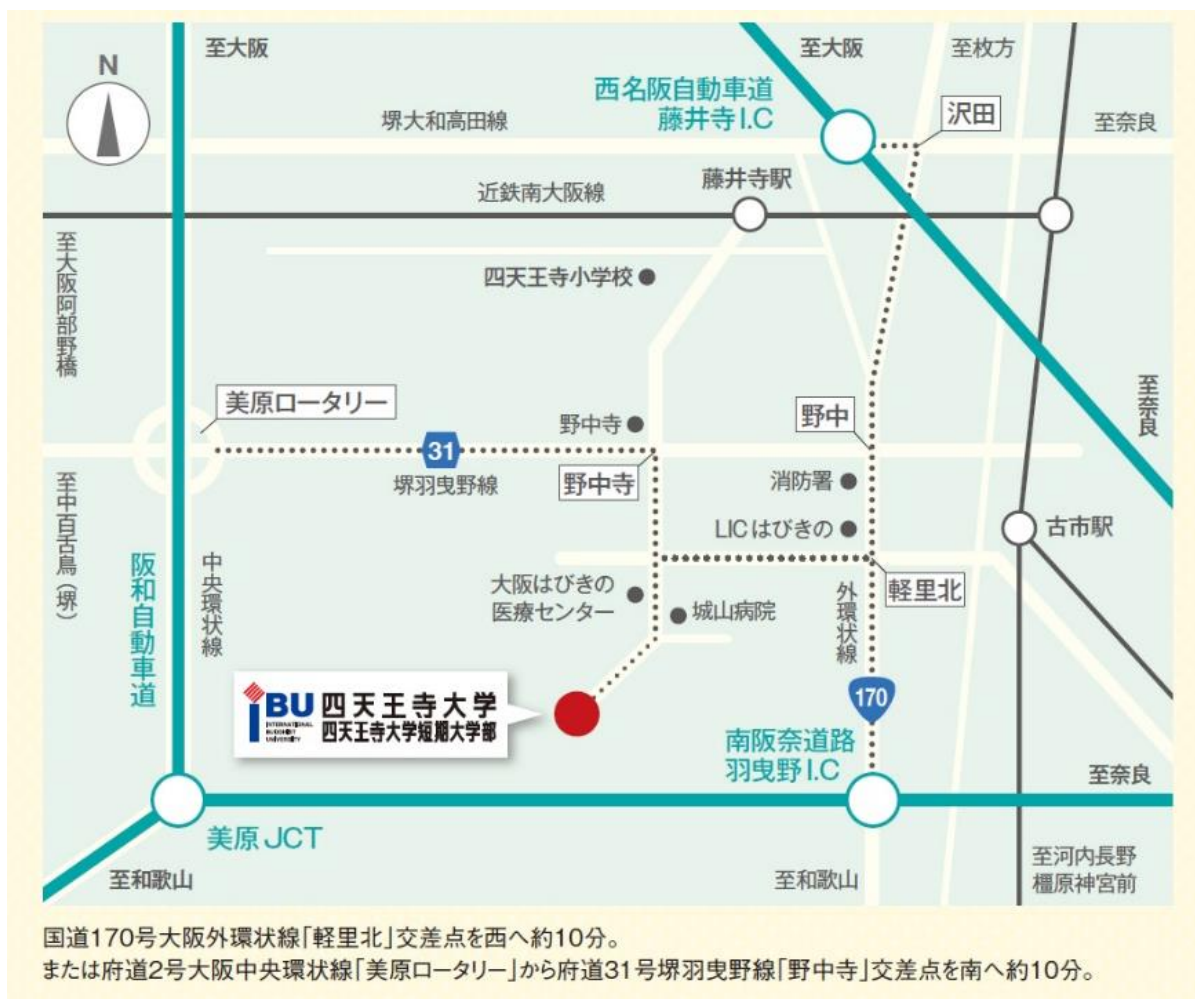 N
至大阪
至大阪
至枚方
西名阪自動車道
藤井寺I.C
沢田
堺大和高田線
至奈良
藤井寺駅
近鉄南大阪線
至大阪阿部野橋
四天王寺小学校
至奈良
美原ロータリー
野中寺
野中
31
堺羽曳野線
野中寺
消防署
至中百舌鳥(堺)
LICはびきの
古市駅
阪和自動車道
中央環状線
大阪はびきの
医療センター
城山病院
外環状線
軽里北
iBU
INTERNATIONAL
BUDDHIST
UNIVERSITY
四天王寺大学
四天王寺大学短期大学部
170
南阪奈道路
羽曳野I.C
至奈良
美原JCT
至和歌山
至和歌山
至河内長野
橿原神宮前
国道170号大阪外環状線「軽里北」交差点を西へ約10分。
または府道2号大阪中央環状線「美原ロータリー」から府道31号堺羽曳野線「野中寺」交差点を南へ約10分。